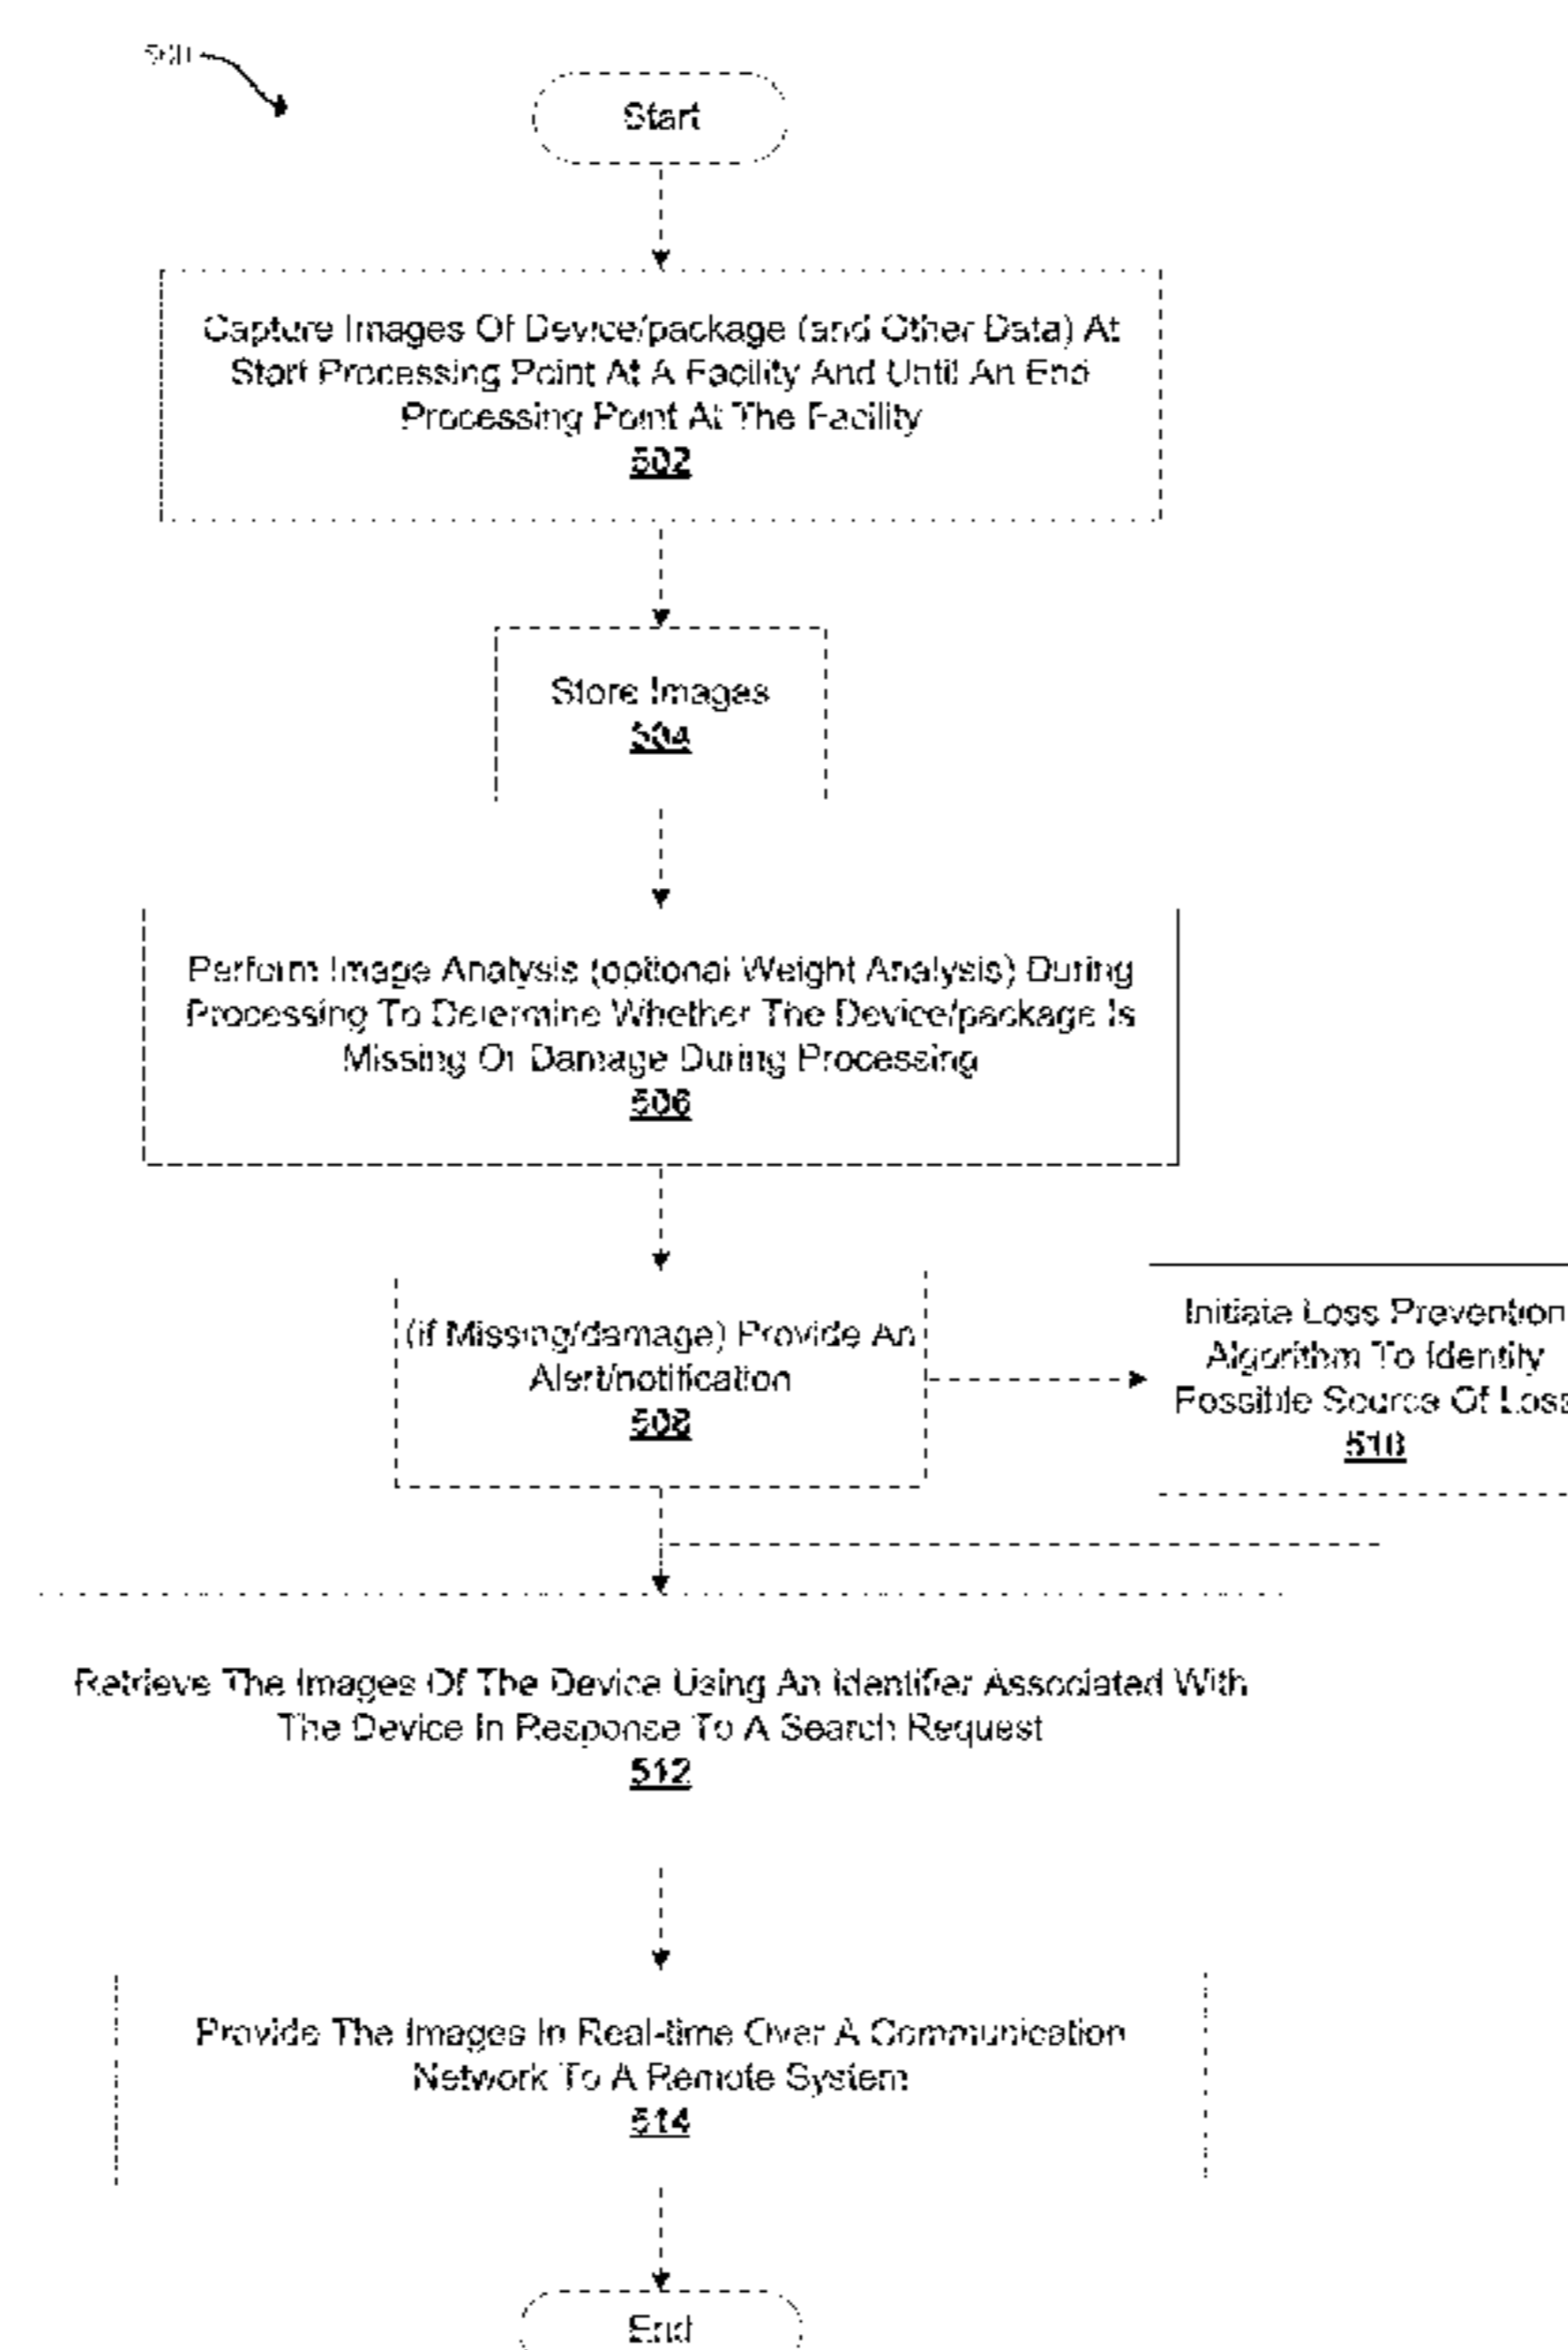 500
Start
Capture Images Of Device/package (and Other Data) At
Start Processing Point At A Facility And Until An End
Processing Point At The Facility
502
Store Images
504
Perform Image Analysis (optional Weight Analysis) During
Processing To Determine Whether The Device/package Is
Missing Or Damage During Processing
506
(if Missing/damage) Provide An
Alert/notification
508
Initiate Loss Prevention
Algorithm To Identify
Possible Source Of Loss
510
Retrieve The Images Of The Device Using An Identifier Associated With
The Device In Response To A Search Request
512
Provide The Images In Real-time Over A Communication
Network To A Remote System
514
End